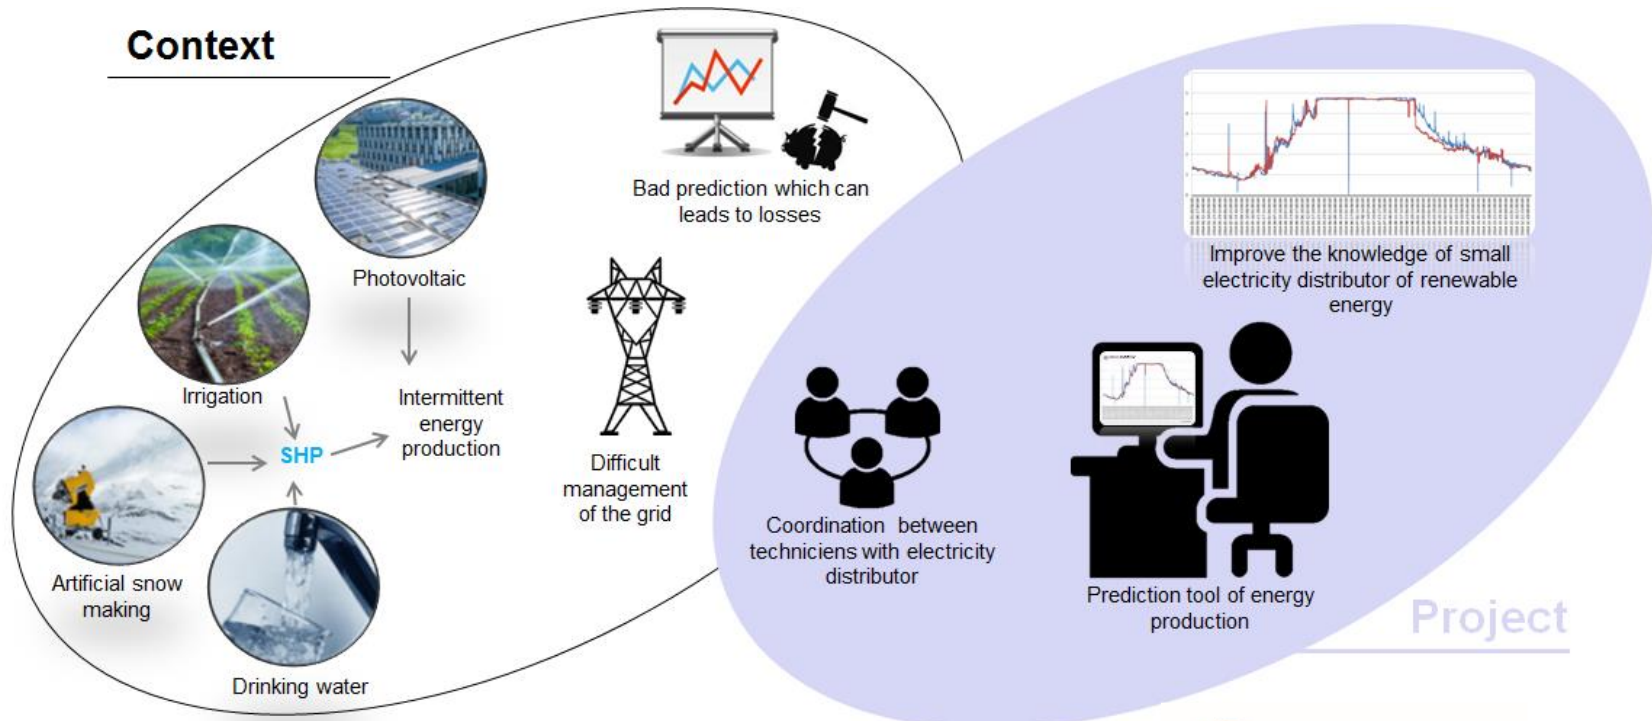 Context
Bad prediction which can
leads to losses
Photovoltaic
Irrigation
Intermittent
energy
production
SHP
Artificial snow
making
Drinking water
Difficult
management
of the grid
Improve the knowledge of small
electricity distributor of renewable
energy
Coordination between
techniciens with electricity
distributor
Prediction tool of energy
production
Project